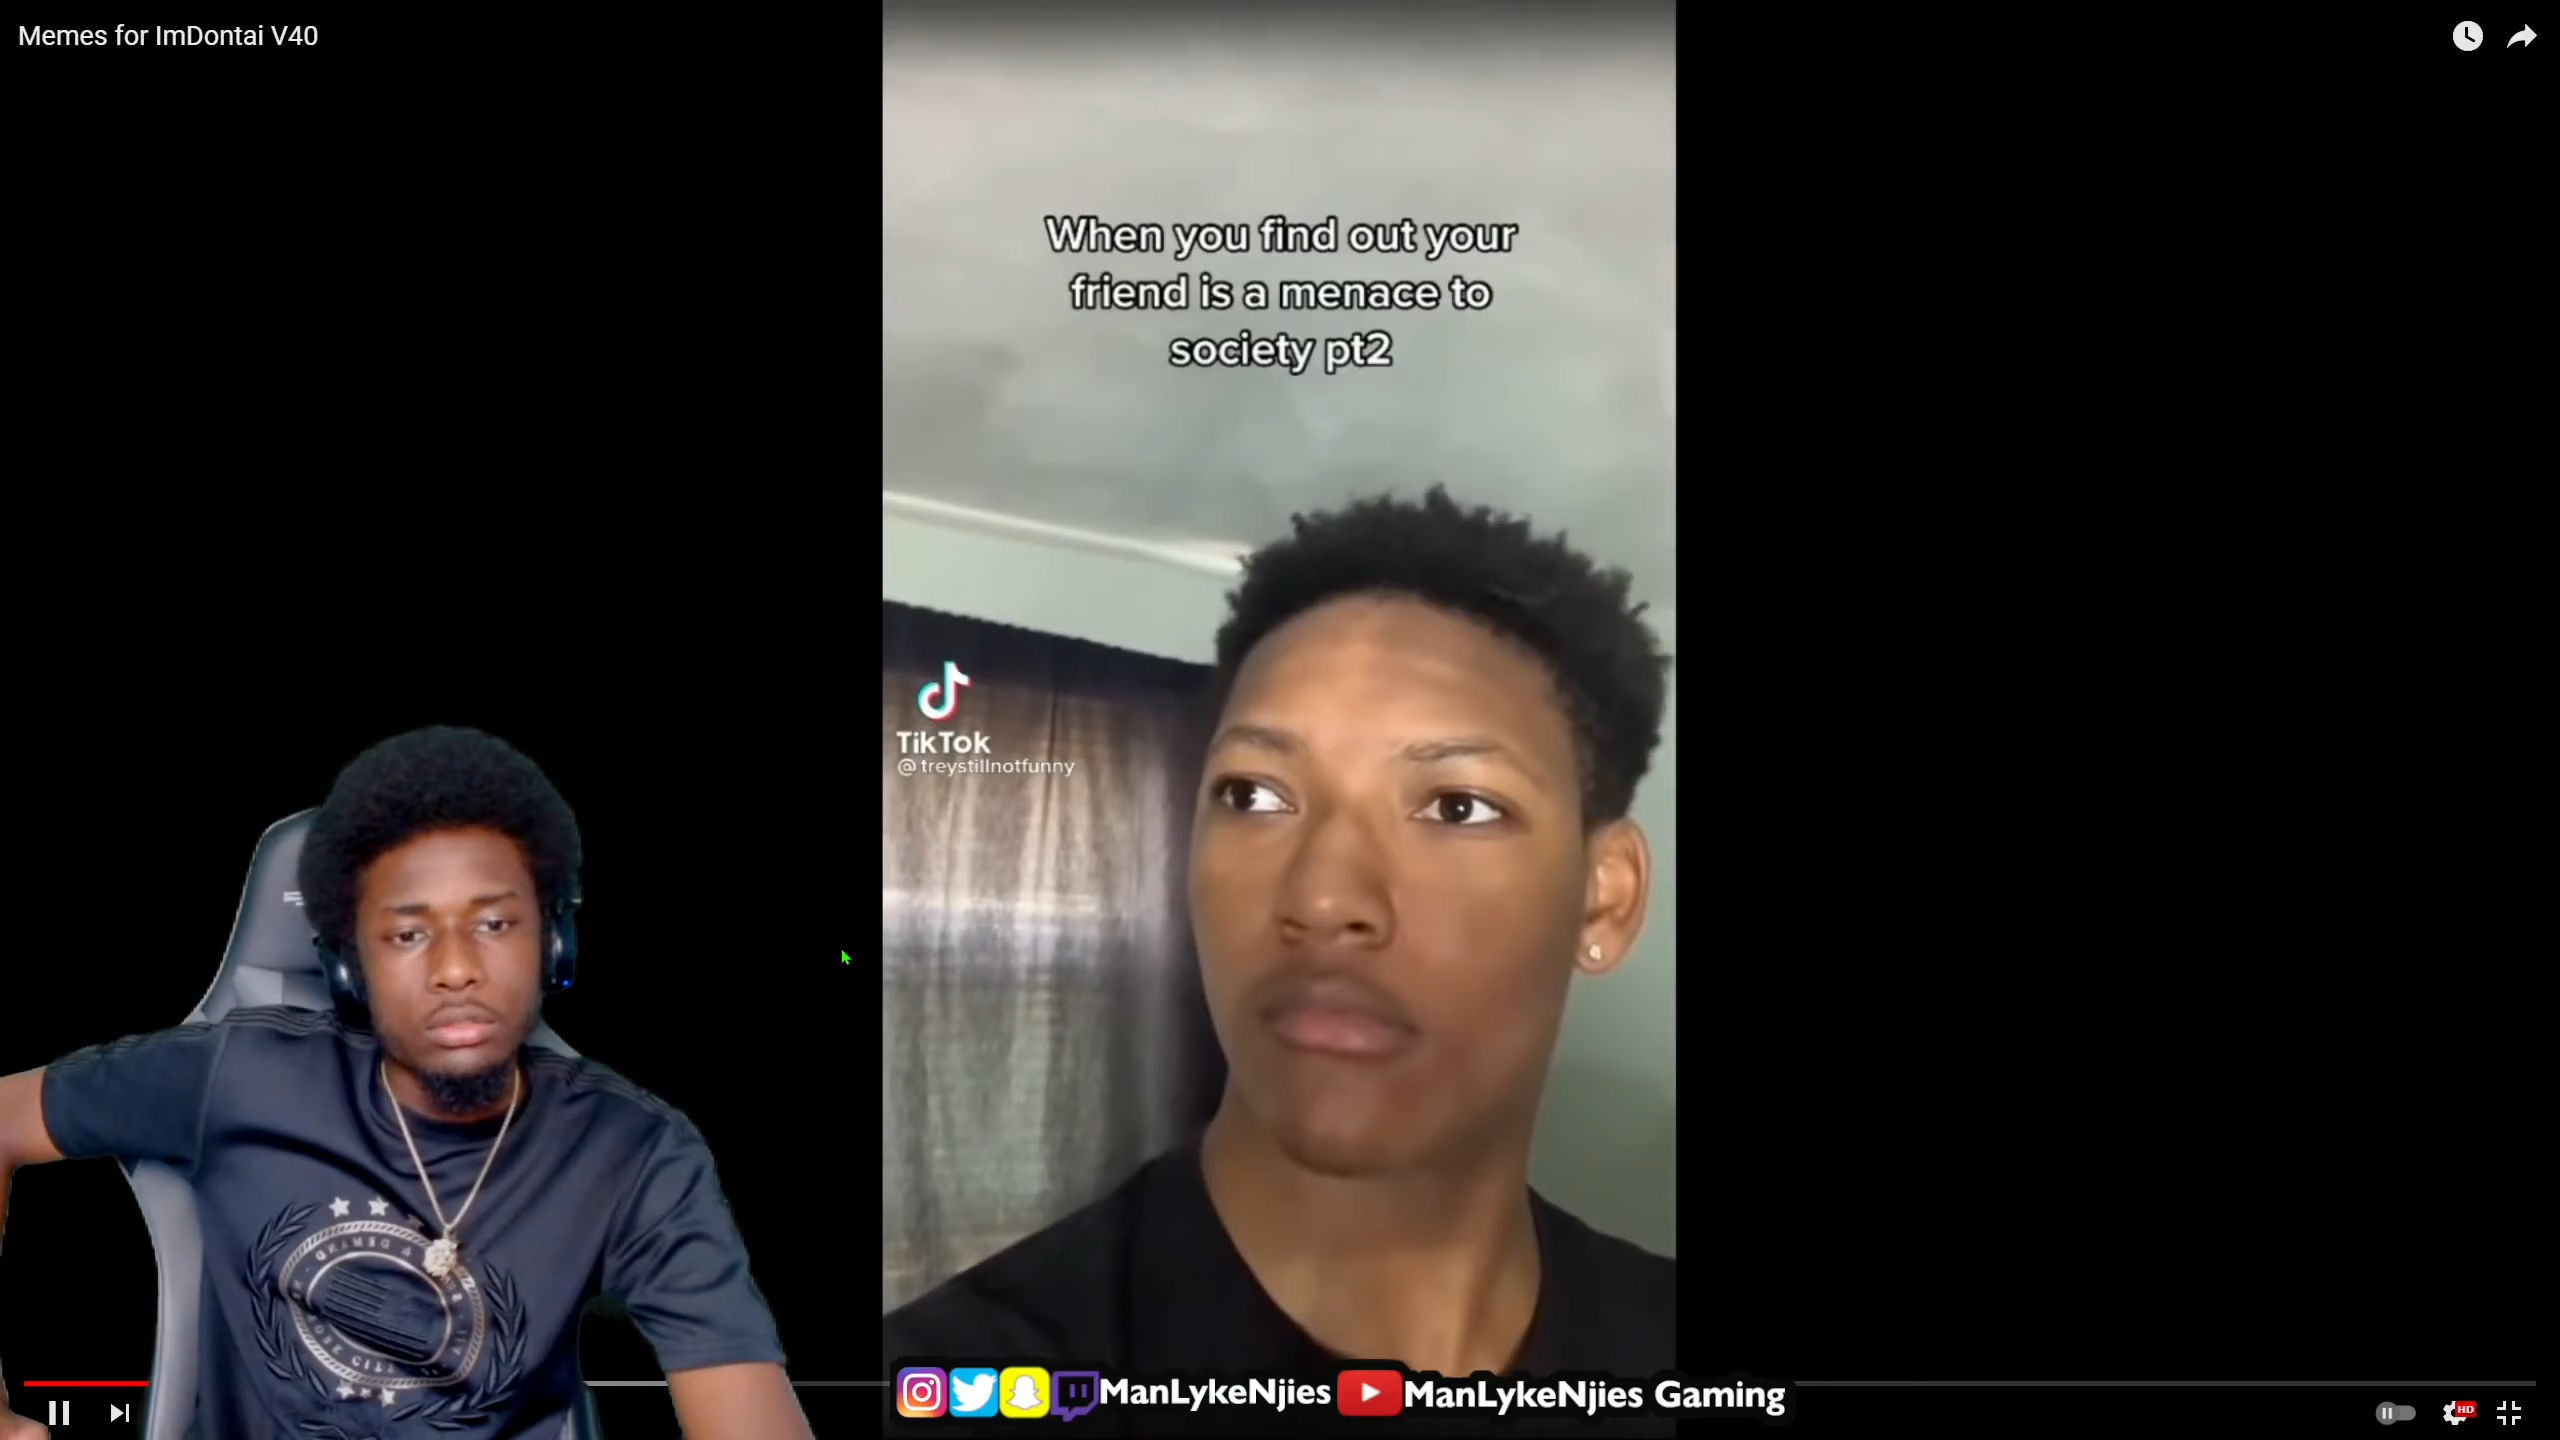 Memes for ImDontai V40
When you find out your
friend is a menace to
society pt2
TikTok
@treystillnotfunny
ManLykeNjies
ManLykeNjies Gaming
HD